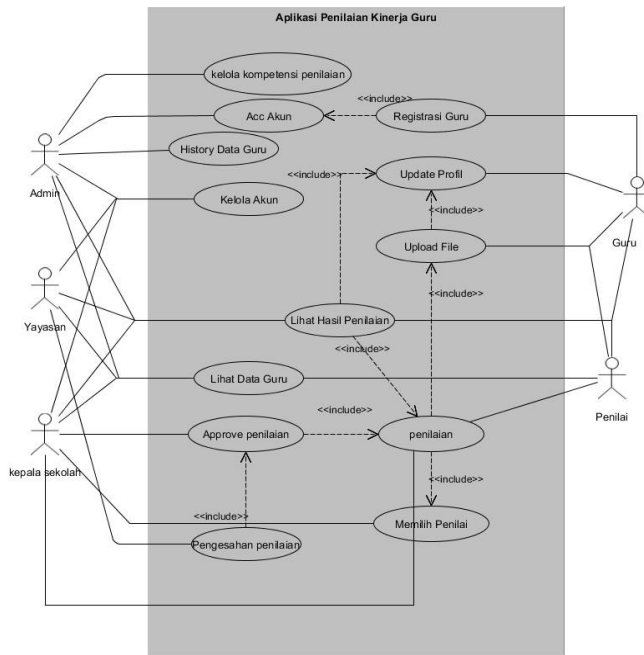 Aplikasi Penilaian Kinerja Guru
kelola kompetensi penilaian
<<include>>
Acc Akun
Registrasi Guru
History Data Guru
<<include>>
Update Profil
Admin
Kelola Akun
<<include>>
Upload File
Guru
<<include>>
Yayasan
Lihat Hasil Penilaian
<<include>>
Lihat Data Guru
Penilai
<<include>>
Approve penilaian
penilaian
kepala sekolah
<<include>>
<<include>>
Memilih Penilai
Pengesahan penilaian